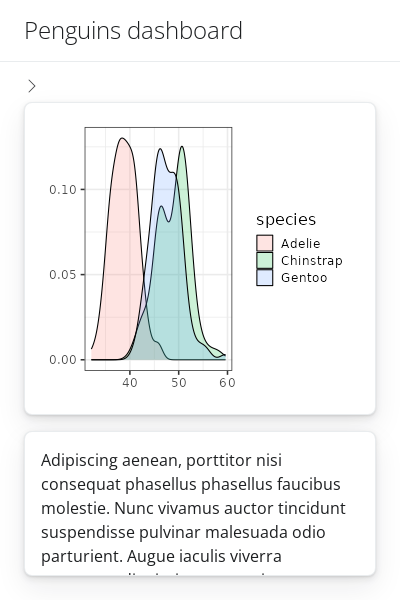 Penguins dashboard
species
Adelie
Chinstrap
Gentoo
0.10
0.05
0.00
40 50 60
Adipiscing aenean, porttitor nisi
consequat phasellus phasellus faucibus
molestie. Nunc vivamus auctor tincidunt
suspendisse pulvinar malesuada odio
parturient. Augue iaculis viverra